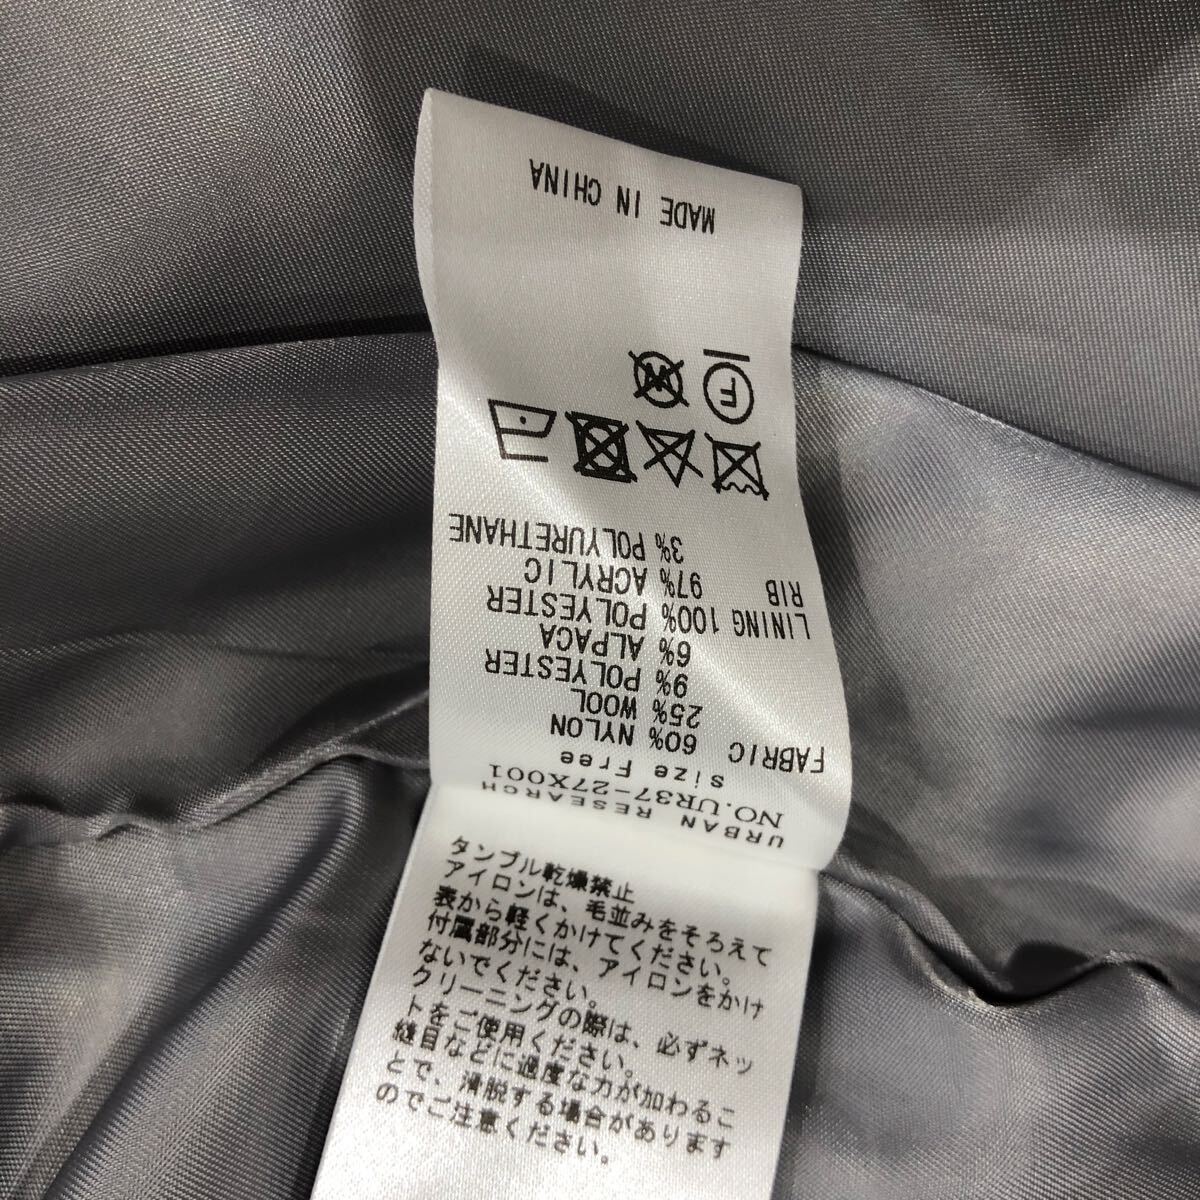 URBAN RESEARCH
NO.UR37-27X001
Size Free
FABRIC 60% NYLON
25% WOOL
9% POLYESTER
6% ALPACA
LINING 100% POLYESTER
RIB 97% ACRYLIC
3% POLYURETHANE
F
W
MADE IN CHINA
タンブル乾燥禁止
アイロンは、毛並みをそろえて
表から軽くかけてください。
付属部分には、アイロンをかけ
ないでください。
クリーニングの際は、必ずネッ
トをご使用ください。
縫目などに過度な力が加わるこ
とで、滑脱する場合があります
のでご注意ください。